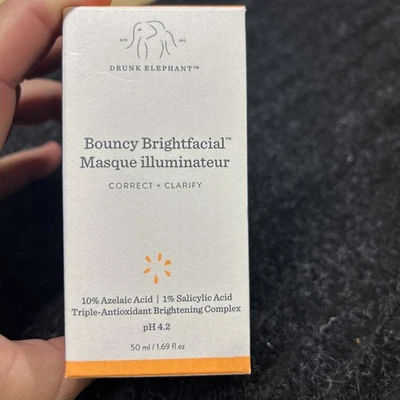 DRUNK ELEPHANT™
Bouncy Brightfacial™
Masque illuminateur
CORRECT + CLARIFY
10% Azelaic Acid | 1% Salicylic Acid
Triple-Antioxidant Brightening Complex
pH 4.2
50 ml / 1.69 fl oz